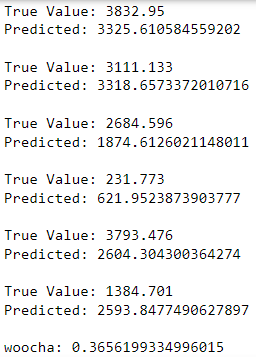 True Value: 3832.95
Predicted: 3325.610584559202
True Value: 3111.133
Predicted: 3318.6573372010716
True Value: 2684.596
Predicted: 1874.6126021148011
True Value: 231.773
Predicted: 621.9523873903777
True Value: 3793.476
Predicted: 2604.304300364274
True Value: 1384.701
Predicted: 2593.8477490627897
woocha: 0.3656199334996015